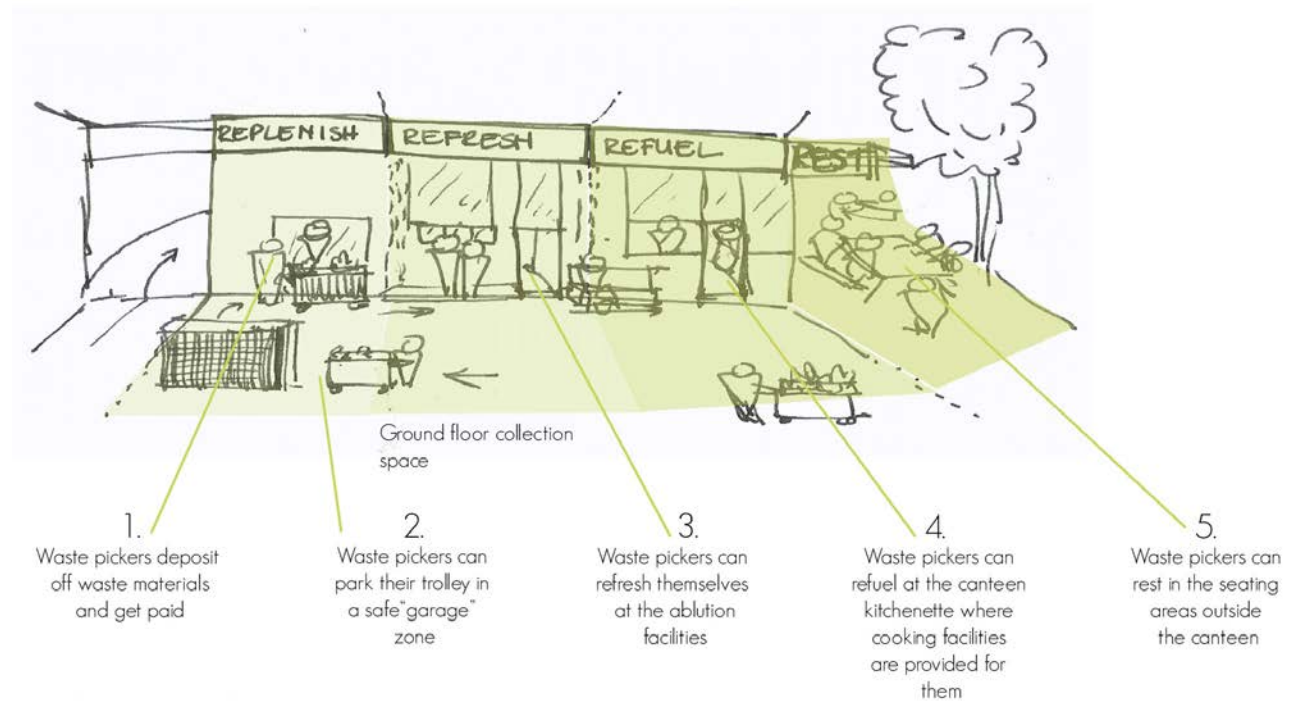 REPLENISH
REFRESH
REFUEL
REST
Ground floor collection
space
1.
Waste pickers deposit
off waste materials
and get paid
2.
Waste pickers can
park their trolley in
a safe "garage"
zone
3.
Waste pickers can
refresh themselves
at the ablution
facilities
4.
Waste pickers can
refuel at the canteen
kitchenette where
cooking facilities
are provided for
them
5.
Waste pickers can
rest in the seating
areas outside
the canteen